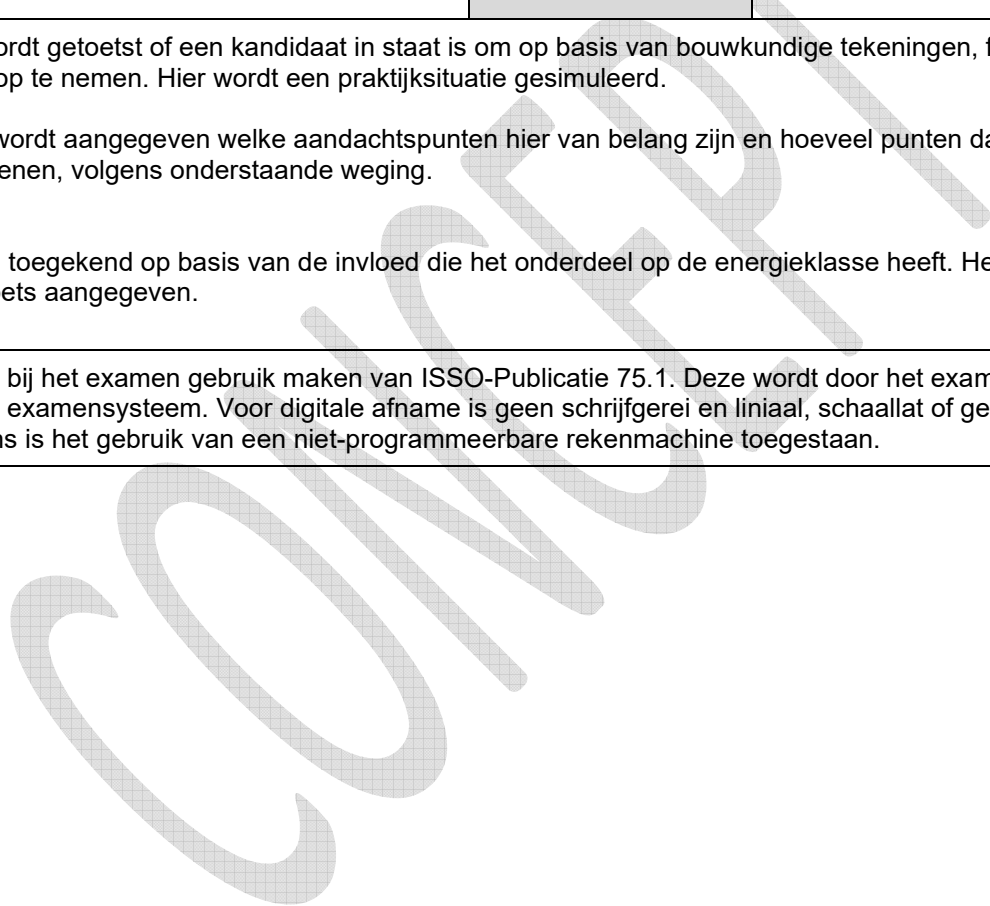 ordt getoetst of een kandidaat in staat is om op basis van bouwkundige tekeningen, f
op te nemen. Hier wordt een praktijksituatie gesimuleerd.
wordt aangegeven welke aandachtspunten hier van belang zijn en hoeveel punten da
enen, volgens onderstaande weging.
toegekend op basis van de invloed die het onderdeel op de energieklasse heeft. He
ets aangegeven.
bij het examen gebruik maken van ISSO-Publicatie 75.1. Deze wordt door het exam
examensysteem. Voor digitale afname is geen schrijfgerei en liniaal, schaallat of ge
ns is het gebruik van een niet-programmeerbare rekenmachine toegestaan.
CONCEPT